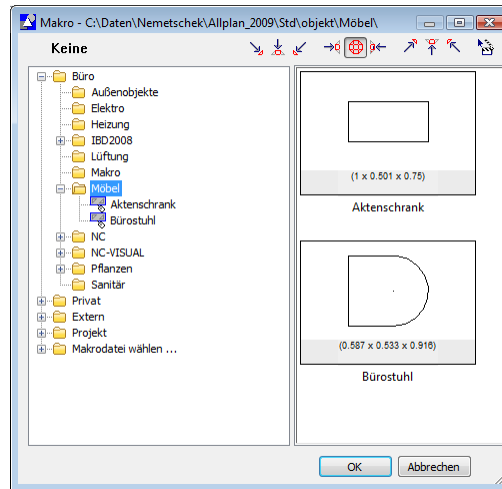 Makro - C:\Daten\Nemetschek\Allplan_2009\Std\objekt\Möbel\
Keine
Büro
Außenobjekte
Elektro
Heizung
IBD2008
Lüftung
Makro
Möbel
Aktenschrank
Bürostuhl
NC
NC-VISUAL
Pflanzen
Sanitär
Privat
Extern
Projekt
Makrodatei wählen ...
(1 x 0.501 x 0.75)
Aktenschrank
(0.587 x 0.533 x 0.916)
Bürostuhl
OK
Abbrechen